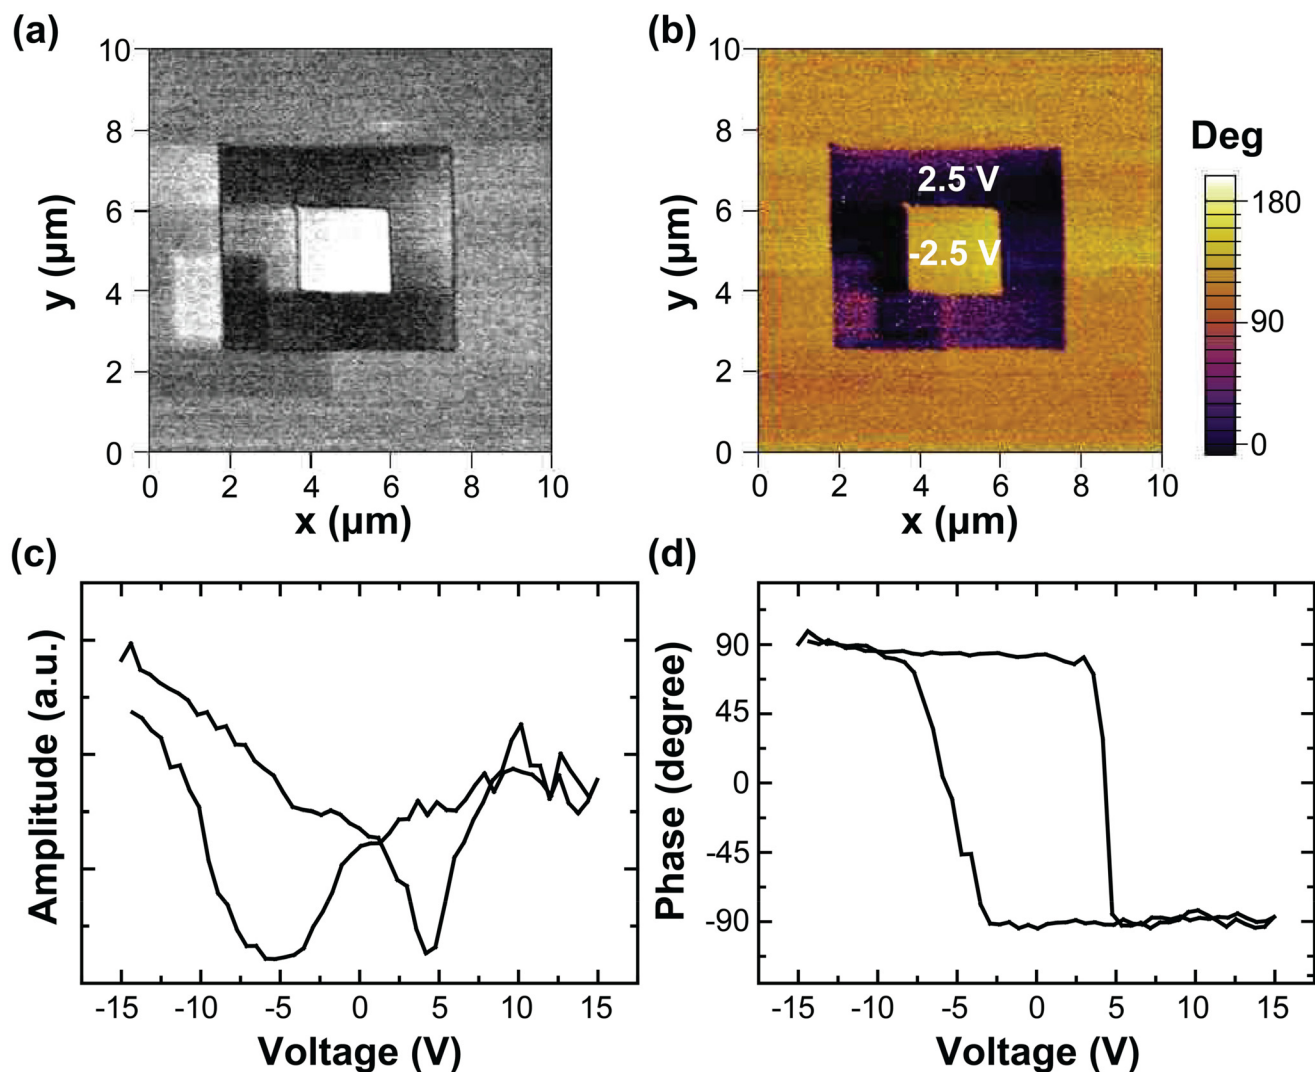 (a)
10
8
6
4
2
0
y (µm)
0 2 4 6 8 10
x (µm)
(b)
10
8
6
4
2
0
y (µm)
2.5 V
-2.5 V
0 2 4 6 8 10
x (µm)
Deg
180
90
0
(c)
Amplitude (a.u.)
-15 -10 -5 0 5 10 15
Voltage (V)
(d)
90
45
0
-45
-90
Phase (degree)
-15 -10 -5 0 5 10 15
Voltage (V)